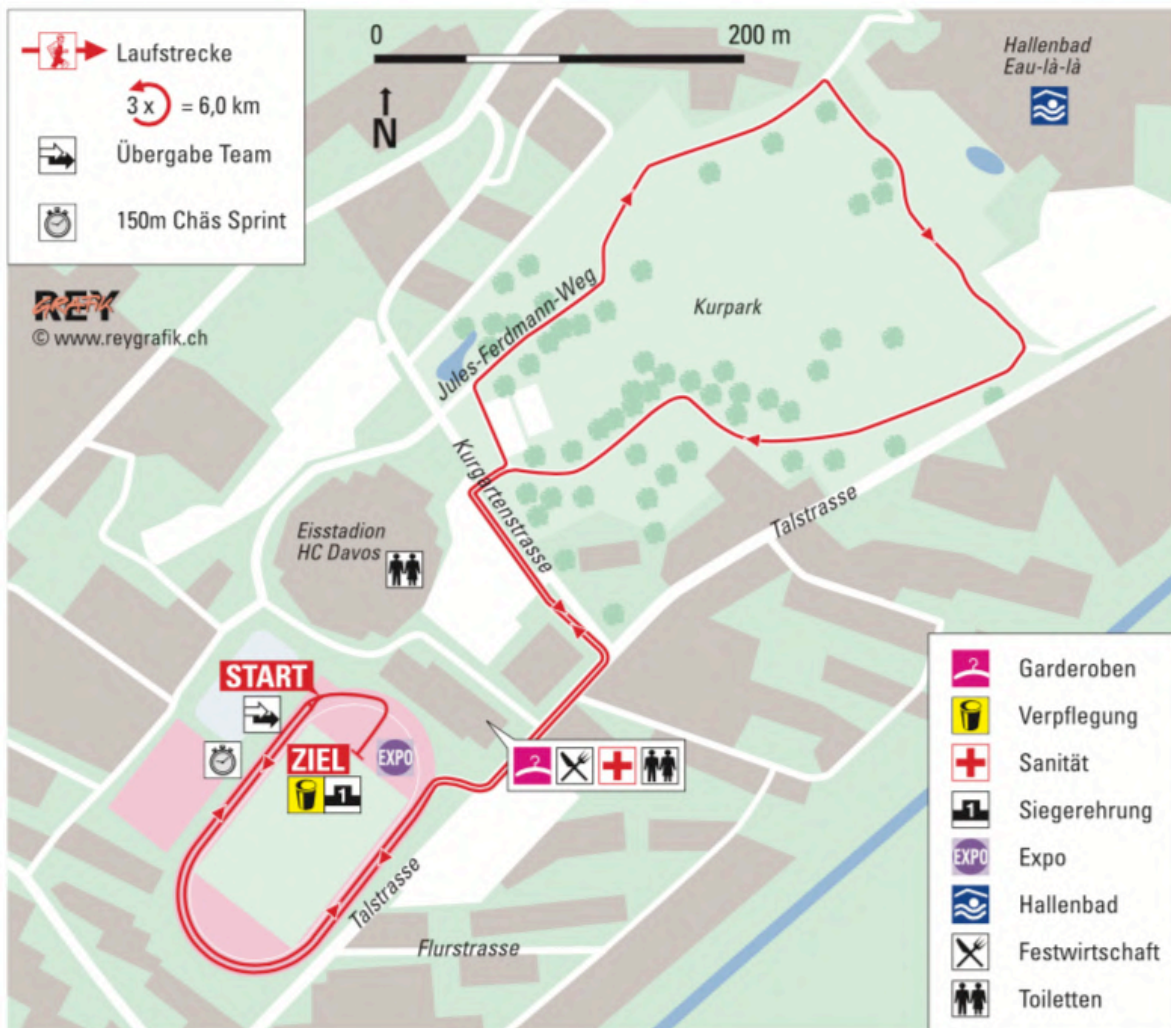 Laufstrecke
3 x = 6,0 km
Übergabe Team
150m Chäs Sprint
REY
GRAFIK
© www.reygrafik.ch
0 200 m
N
Hallenbad
Eau-là-là
Kurpark
Jules-Ferdmann-Weg
Kurgartenstrasse
Talstrasse
Eisstadion
HC Davos
START
ZIEL
EXPO
1
?
Talstrasse
Flurstrasse
? Garderoben
Verpflegung
Sanität
1 Siegerehrung
EXPO Expo
Hallenbad
Festwirtschaft
Toiletten